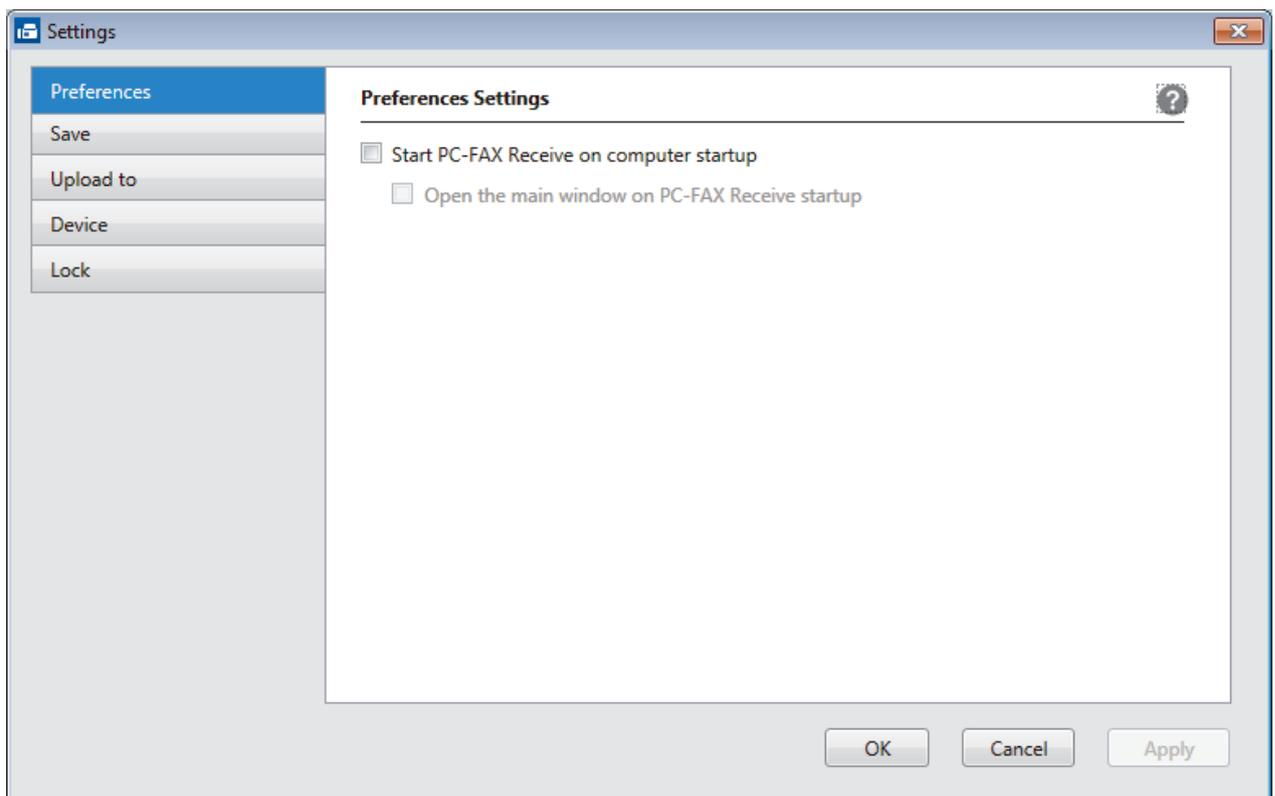 Settings
Preferences
Save
Upload to
Device
Lock
Preferences Settings
?
Start PC-FAX Receive on computer startup
Open the main window on PC-FAX Receive startup
OK
Cancel
Apply